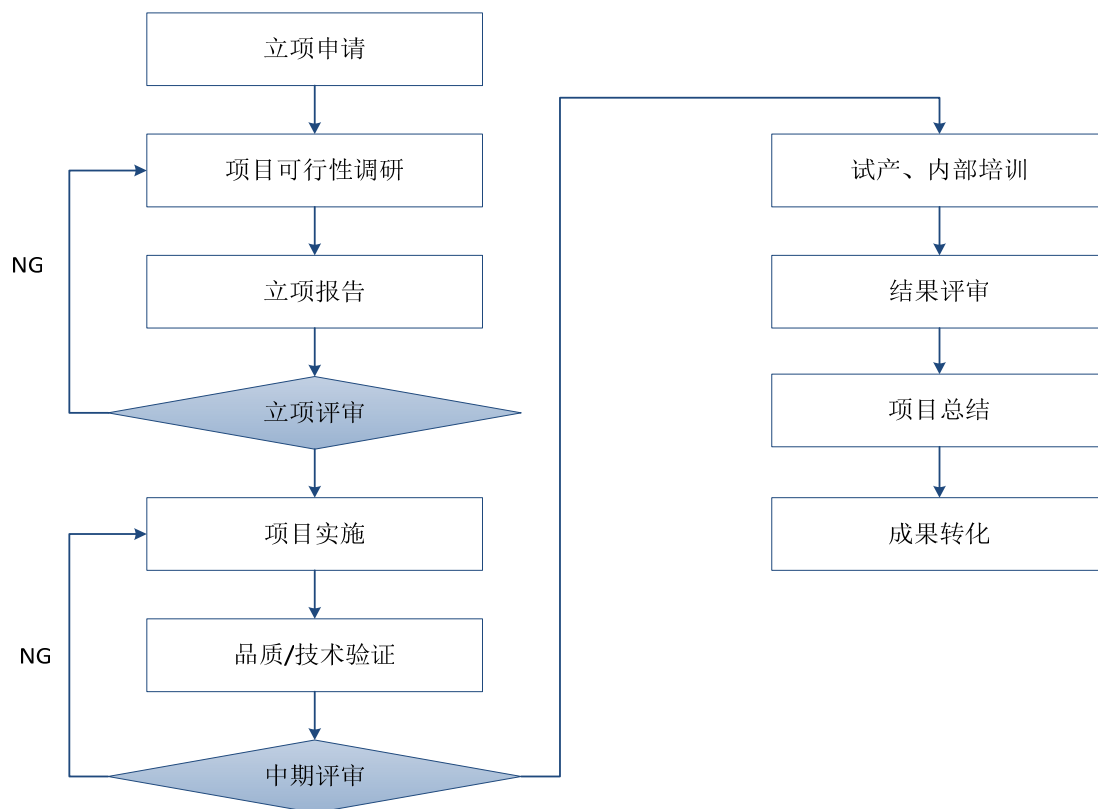 立项申请
项目可行性调研
NG
立项报告
立项评审
项目实施
NG
品质/技术验证
中期评审
试产、内部培训
结果评审
项目总结
成果转化